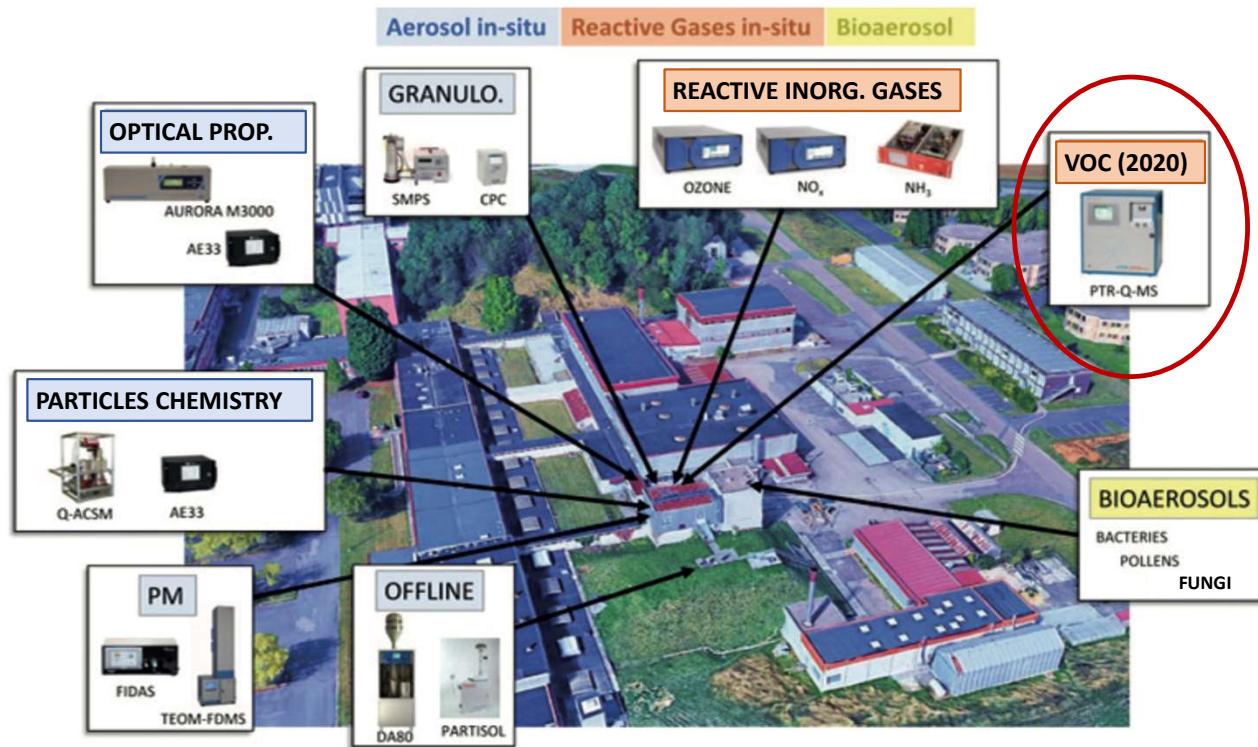 Aerosol in-situ Reactive Gases in-situ Bioaerosol
OPTICAL PROP.
AURORA M3000
AE33
GRANULO.
SMPS CPC
REACTIVE INORG. GASES
OZONE NOx NH3
VOC (2020)
PTR-Q-MS
PARTICLES CHEMISTRY
Q-ACSM AE33
BIOAEROSOLS
BACTERIES
POLLENS
FUNGI
PM
FIDAS
TEOM-FDMS
OFFLINE
DA80 PARTISOL